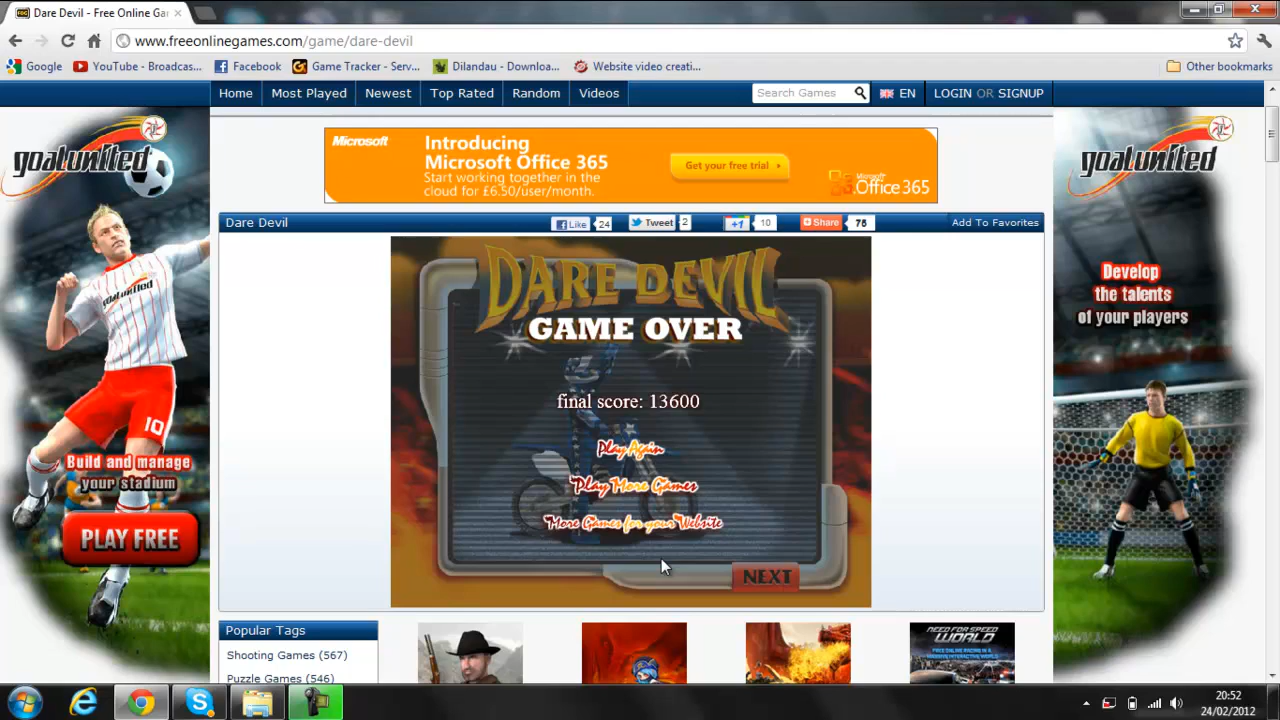 Dare Devil - Free Online Gar
www.freeonlinegames.com/game/dare-devil
Google
YouTube - Broadcas...
Facebook
Game Tracker - Serv...
Dilandau - Downloa...
Website video creati...
Other bookmarks
Home
Most Played
Newest
Top Rated
Random
Videos
Search Games
EN
LOGIN OR SIGNUP
goalunited
Build and manage
your stadium
PLAY FREE
10
Microsoft
Introducing
Microsoft Office 365
Start working together in the
cloud for £6.50/user/month.
Get your free trial
Microsoft
Office 365
goalunited
Develop
the talents
of your players
Dare Devil
Like 24
Tweet 2
+1 10
Share 75
Add To Favorites
DARE DEVIL
GAME OVER
final score: 13600
Play Again
Play More Games
More Games for your Website
NEXT
Popular Tags
Shooting Games (567)
Puzzle Games (546)
NEED FOR SPEED
WORLD
20:52
24/02/2012